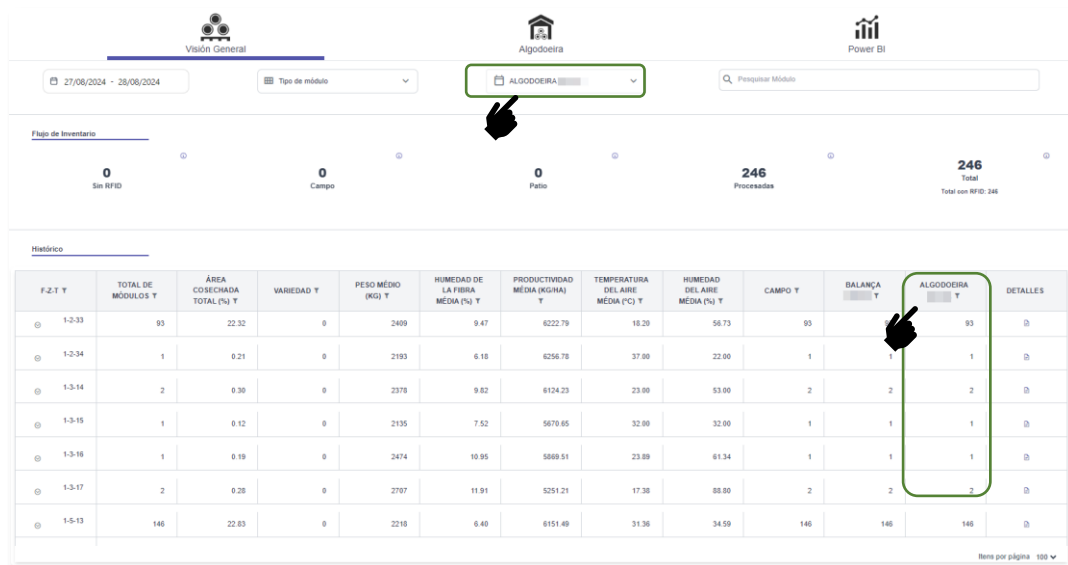 Visión General
Algodoeira
Power BI
27/08/2024 - 28/08/2024
Tipo de módulo
ALGODOEIRA
Pesquisar Módulo
Flujo de Inventario
0
Sin RFID
0
Campo
0
Patio
246
Procesadas
246
Total
Total con RFID: 246
Histórico
F-Z-T
TOTAL DE
MÓDULOS
ÁREA
COSECHADA
TOTAL (%)
VARIEDAD
PESO MÉDIO
(KG)
HUMEDAD DE
LA FIBRA
MÉDIA (%)
PRODUCTIVIDAD
MÉDIA (KG/HA)
TEMPERATURA
DEL AIRE
MÉDIA (ºC)
HUMEDAD
DEL AIRE
MÉDIA (%)
CAMPO
BALANÇA
ALGODOEIRA
DETALLES
1-2-33 93 22.32 0 2409 9.47 6222.79 18.20 56.73 93 93
1-2-34 1 0.21 0 2193 6.18 6256.78 37.00 22.00 1 1 1
1-3-14 2 0.30 0 2378 9.82 6124.23 23.00 53.00 2 2 2
1-3-15 1 0.12 0 2135 7.52 5670.65 32.00 32.00 1 1 1
1-3-16 1 0.19 0 2474 10.95 5869.51 23.89 61.34 1 1 1
1-3-17 2 0.28 0 2707 11.91 5251.21 17.38 88.80 2 2 2
1-5-13 146 22.83 0 2218 6.40 6151.49 31.36 34.59 146 146 146
Itens por página 100